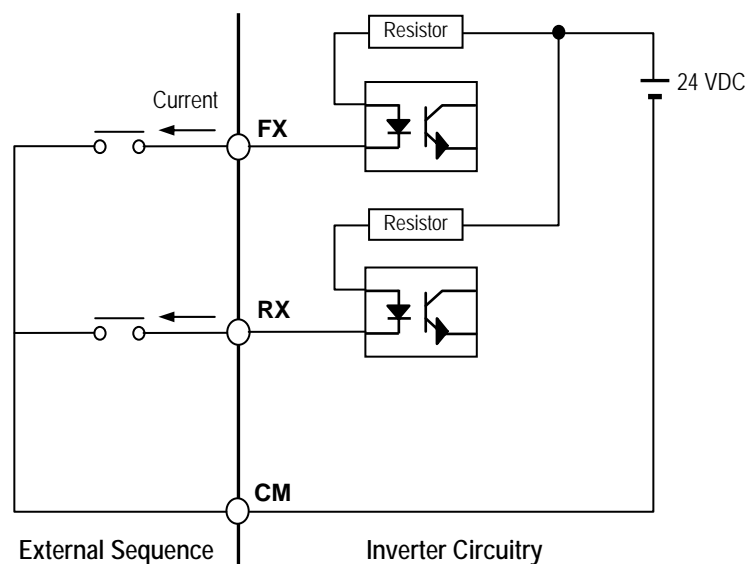 Resistor
24 VDC
Current
FX
Resistor
RX
CM
External Sequence
Inverter Circuitry